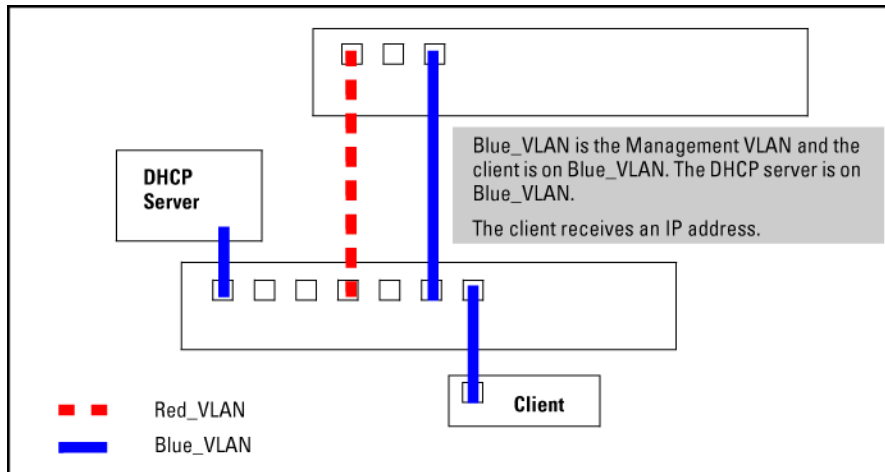 Blue_VLAN is the Management VLAN and the
client is on Blue_VLAN. The DHCP server is on
Blue_VLAN.
The client receives an IP address.
DHCP
Server
Client
Red_VLAN
Blue_VLAN